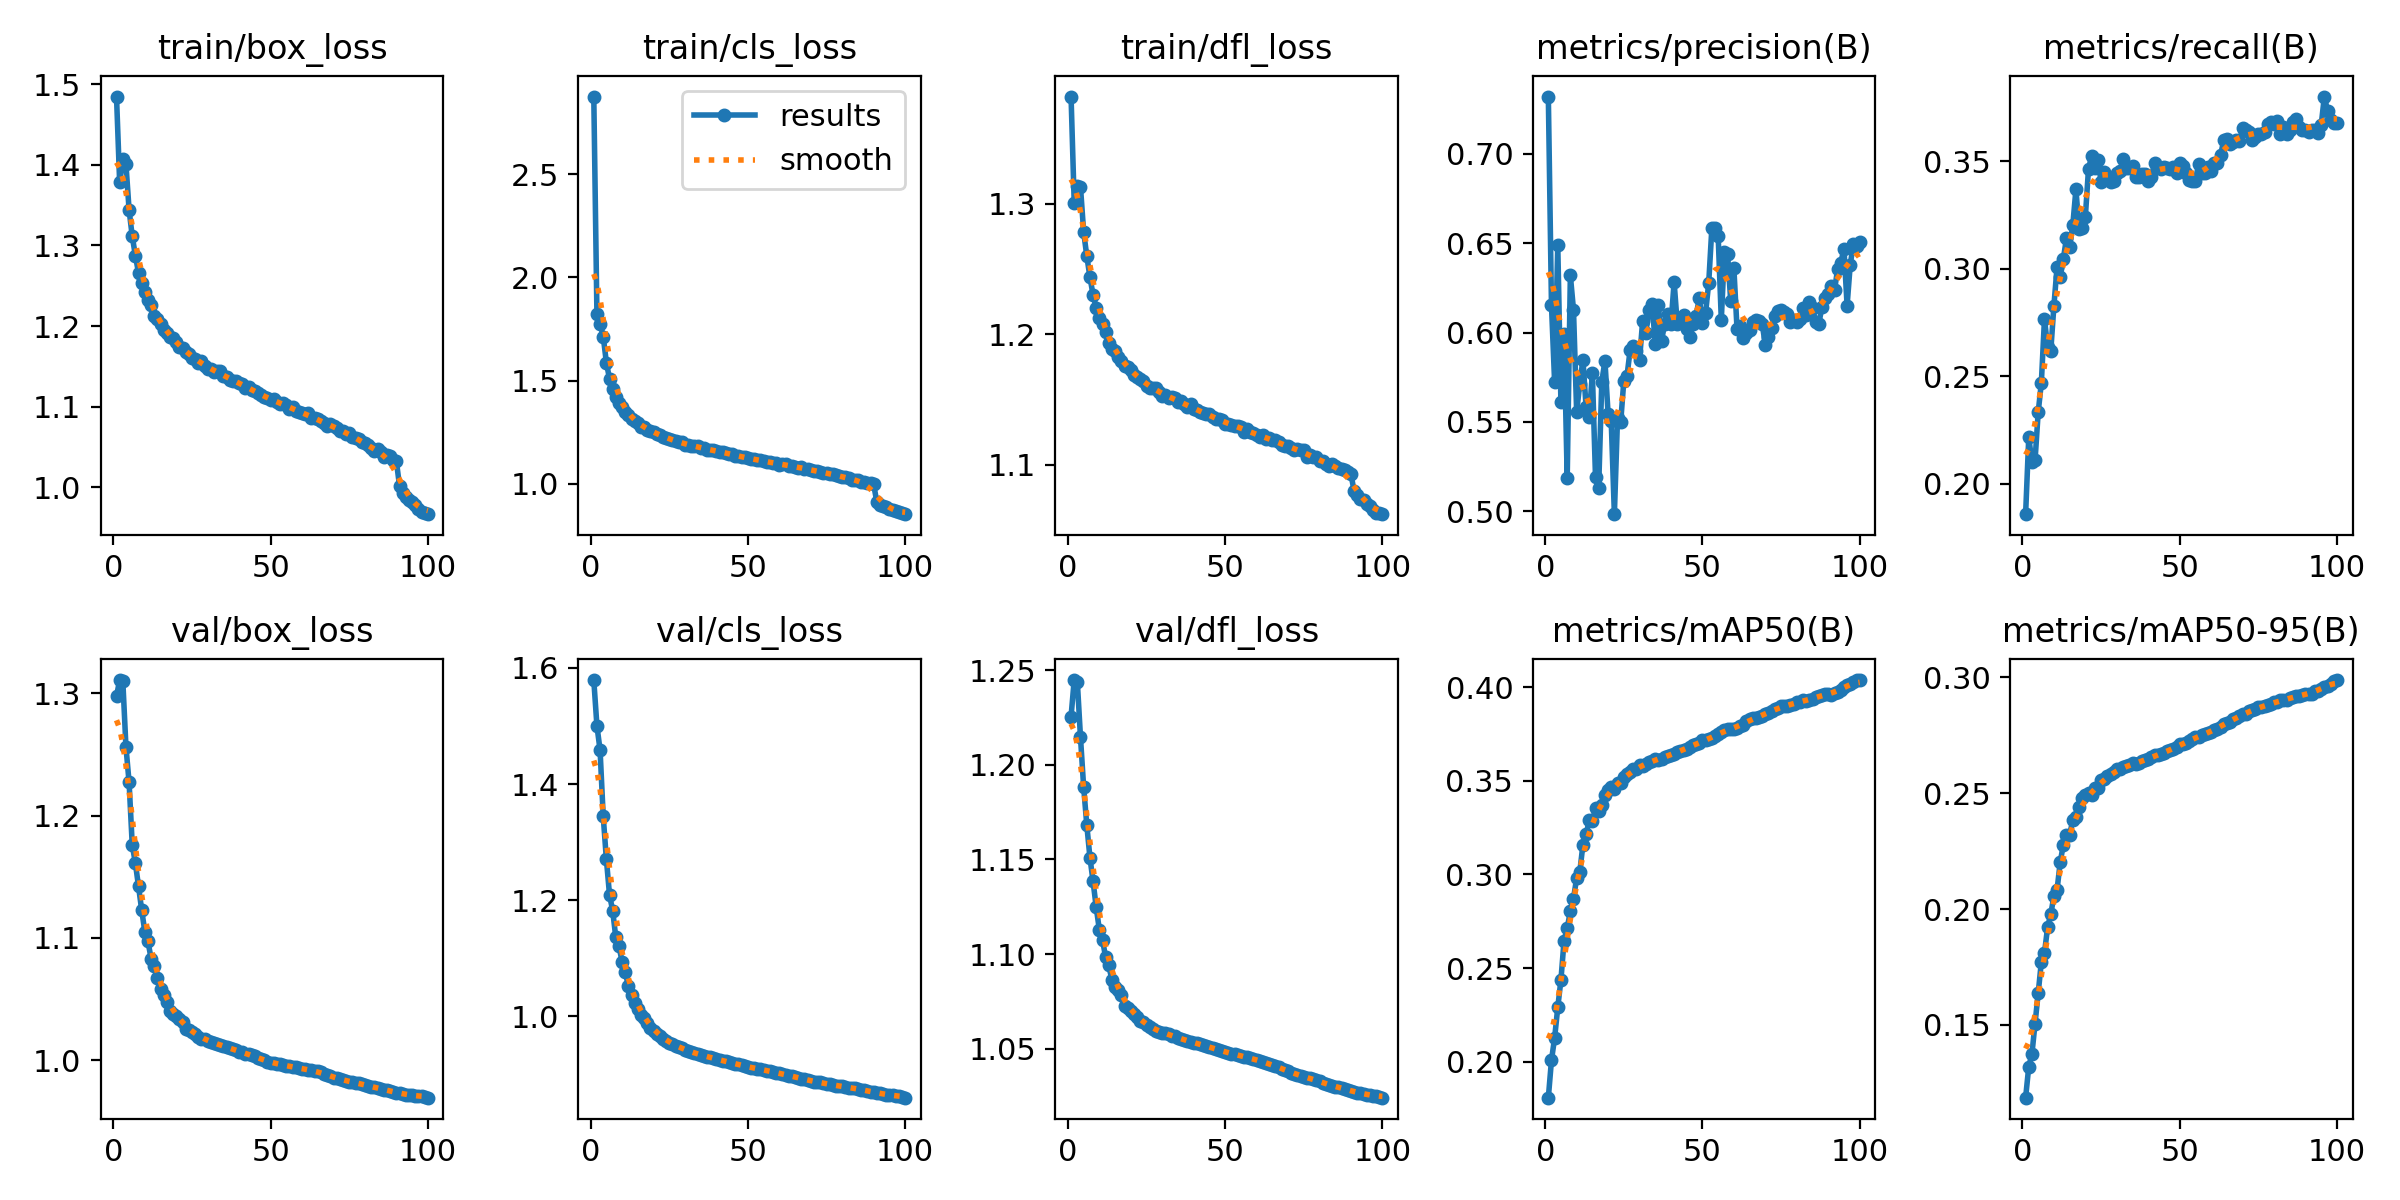 train/box_loss
train/cls_loss
train/dfl_loss
metrics/precision(B)
metrics/recall(B)
1.5
1.4
1.3
1.2
1.1
1.0
0 50 100
results
smooth
2.5
2.0
1.5
1.0
0 50 100
1.3
1.2
1.1
0 50 100
0.70
0.65
0.60
0.55
0.50
0 50 100
0.35
0.30
0.25
0.20
0 50 100
val/box_loss
val/cls_loss
val/dfl_loss
metrics/mAP50(B)
metrics/mAP50-95(B)
1.3
1.2
1.1
1.0
0 50 100
1.6
1.4
1.2
1.0
0 50 100
1.25
1.20
1.15
1.10
1.05
0 50 100
0.40
0.35
0.30
0.25
0.20
0 50 100
0.30
0.25
0.20
0.15
0 50 100